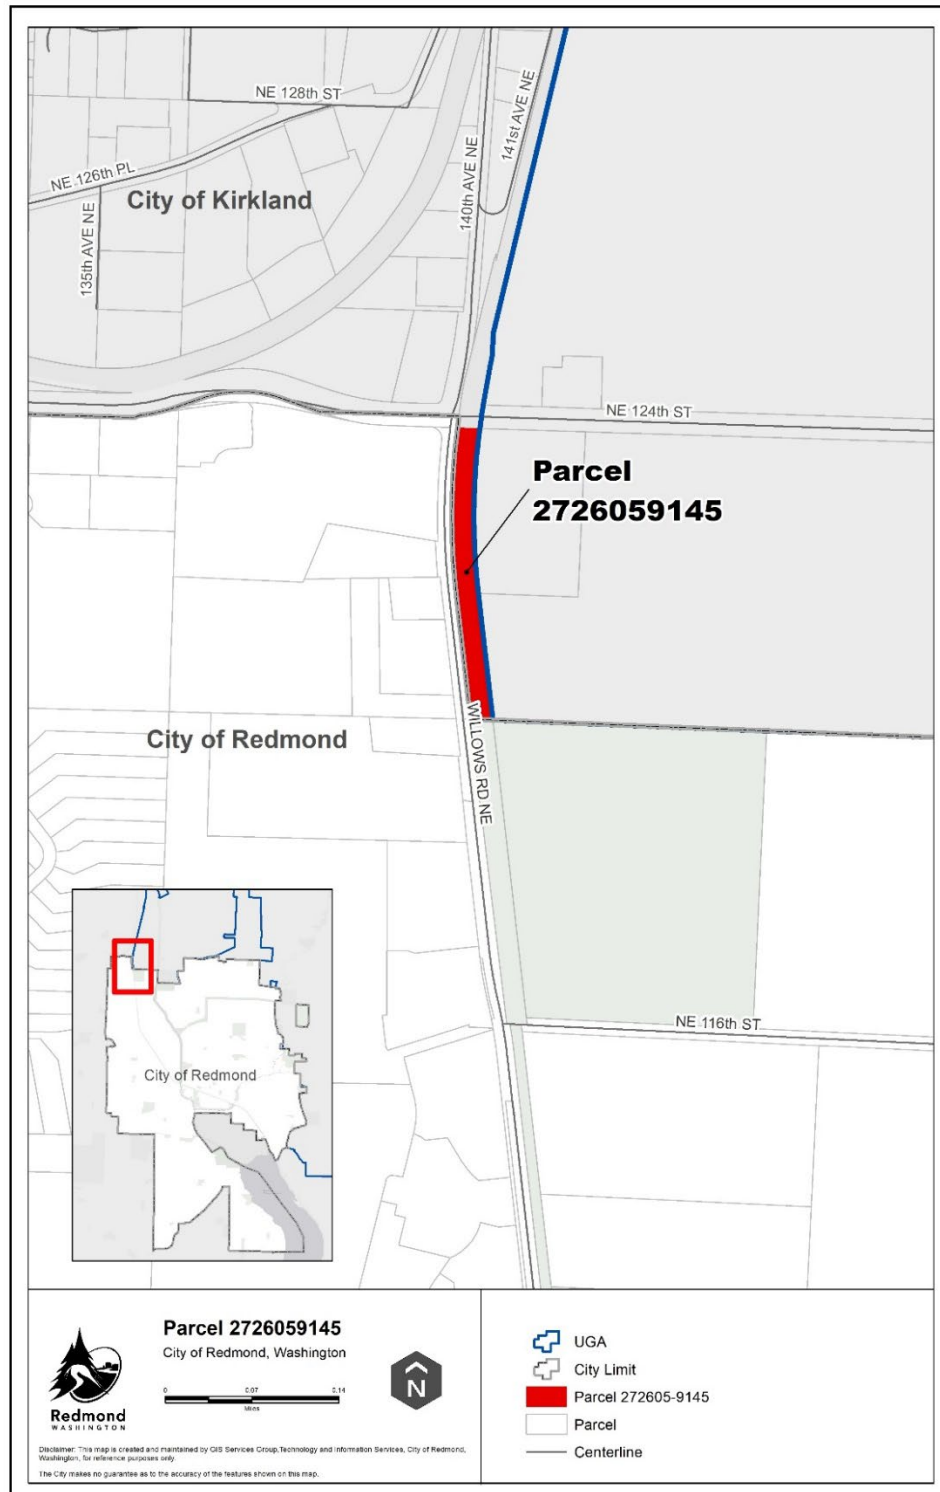 NE 128th ST
141st AVE NE
NE 126th PL
140th AVE NE
City of Kirkland
135th AVE NE
NE 124th ST
Parcel
2726059145
WILLOWS RD NE
City of Redmond
NE 116th ST
City of Redmond
Parcel 2726059145
City of Redmond, Washington
0 0.07 0.14
Miles
N
Redmond
WASHINGTON
UGA
City Limit
Parcel 272605-9145
Parcel
Centerline
Disclaimer: This map is created and maintained by GIS Services Group,Technology and Information Services, City of Redmond,
Washington, for reference purposes only.
The City makes no guarantee as to the accuracy of the features shown on this map.